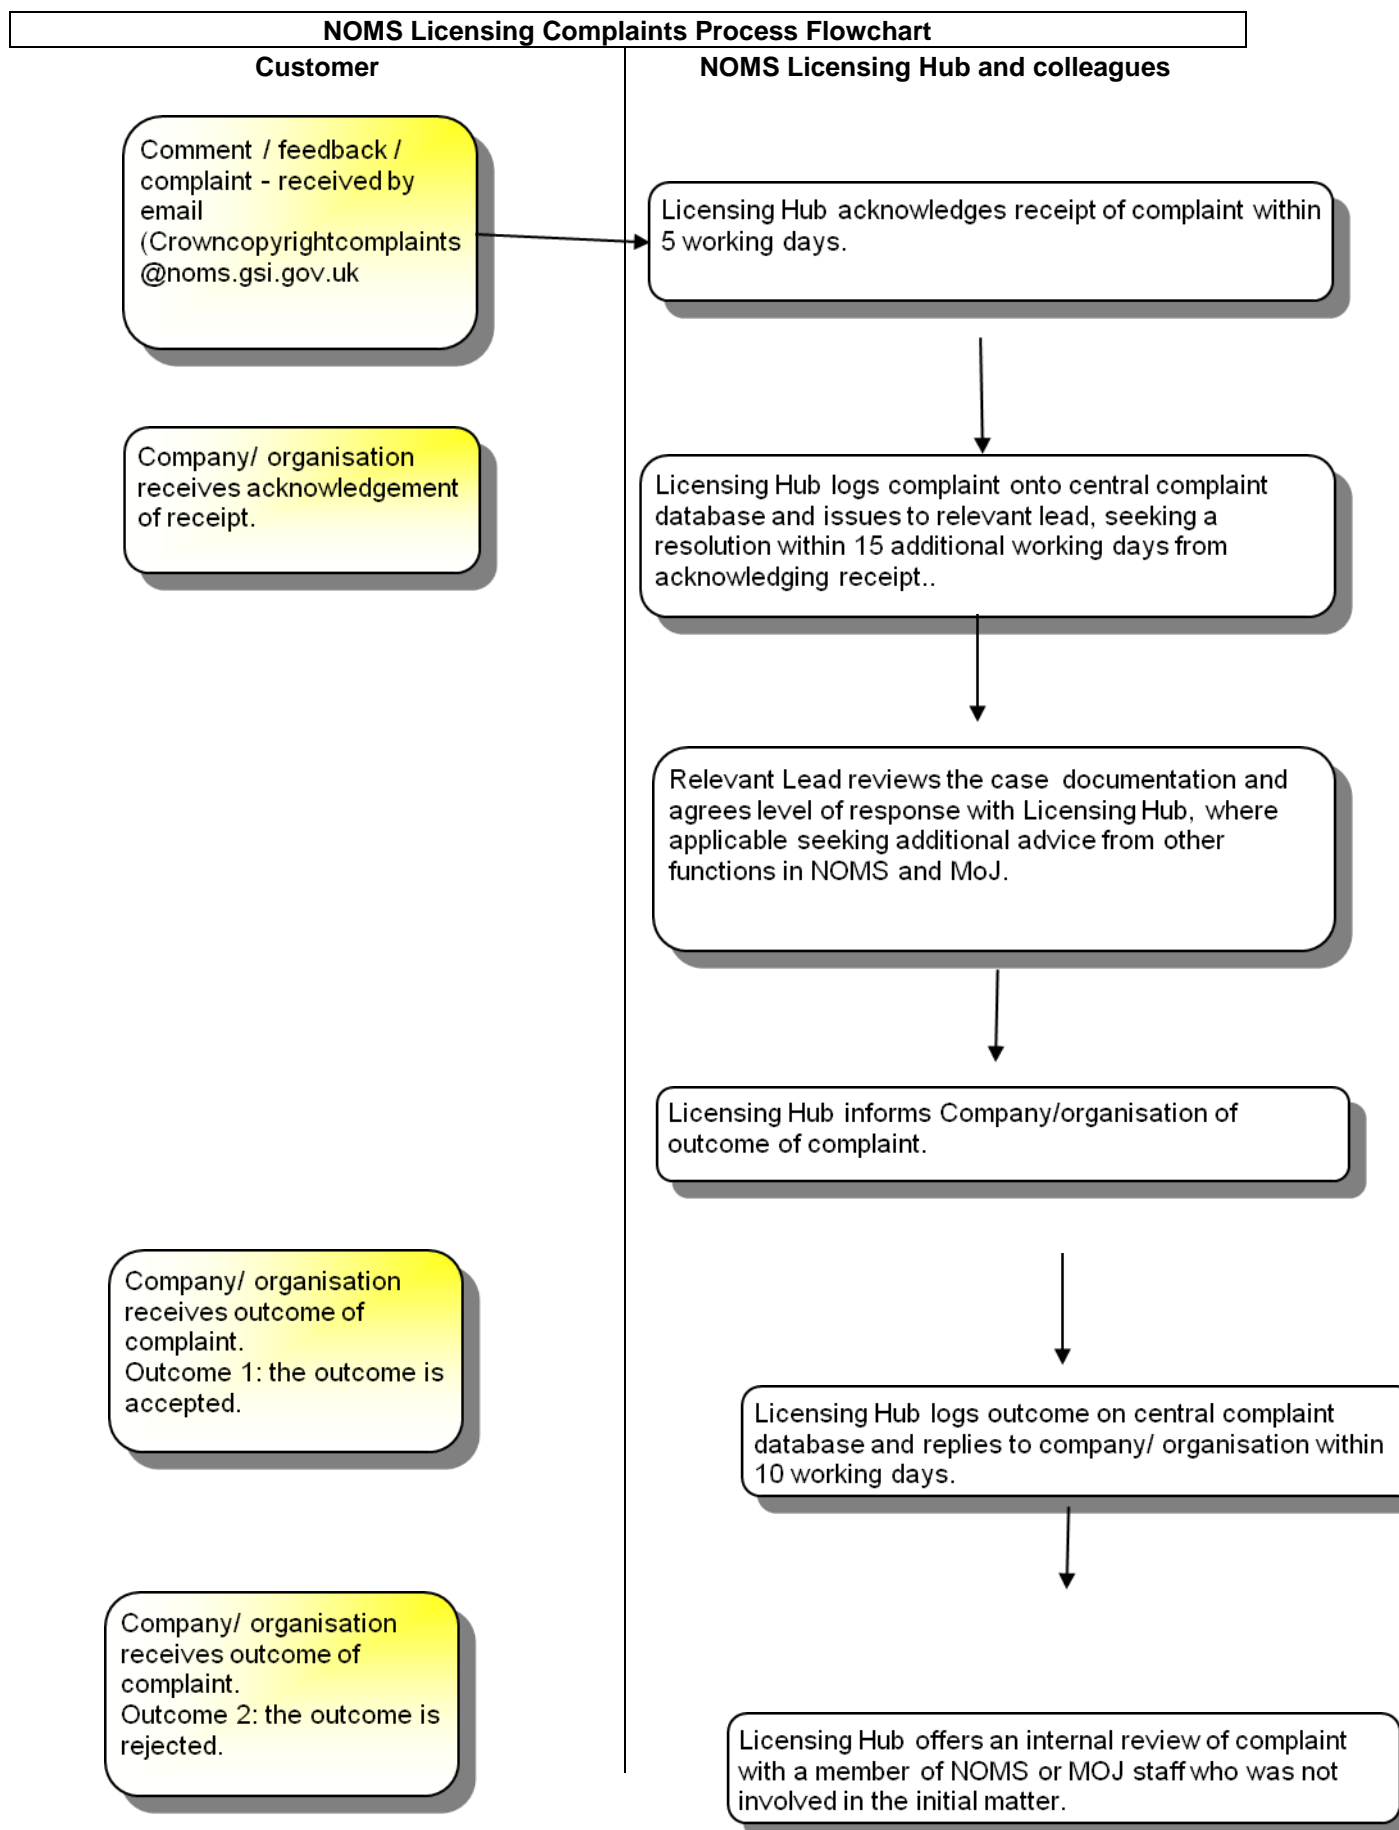 NOMS Licensing Complaints Process Flowchart
Customer
NOMS Licensing Hub and colleagues
Comment / feedback /
complaint - received by
email
(Crowncopyrightcomplaints
@noms.gsi.gov.uk
Licensing Hub acknowledges receipt of complaint within
5 working days.
Company/ organisation
receives acknowledgement
of receipt.
Licensing Hub logs complaint onto central complaint
database and issues to relevant lead, seeking a
resolution within 15 additional working days from
acknowledging receipt..
Relevant Lead reviews the case documentation and
agrees level of response with Licensing Hub, where
applicable seeking additional advice from other
functions in NOMS and MoJ.
Licensing Hub informs Company/organisation of
outcome of complaint.
Company/ organisation
receives outcome of
complaint.
Outcome 1: the outcome is
accepted.
Licensing Hub logs outcome on central complaint
database and replies to company/ organisation within
10 working days.
Company/ organisation
receives outcome of
complaint.
Outcome 2: the outcome is
rejected.
Licensing Hub offers an internal review of complaint
with a member of NOMS or MOJ staff who was not
involved in the initial matter.